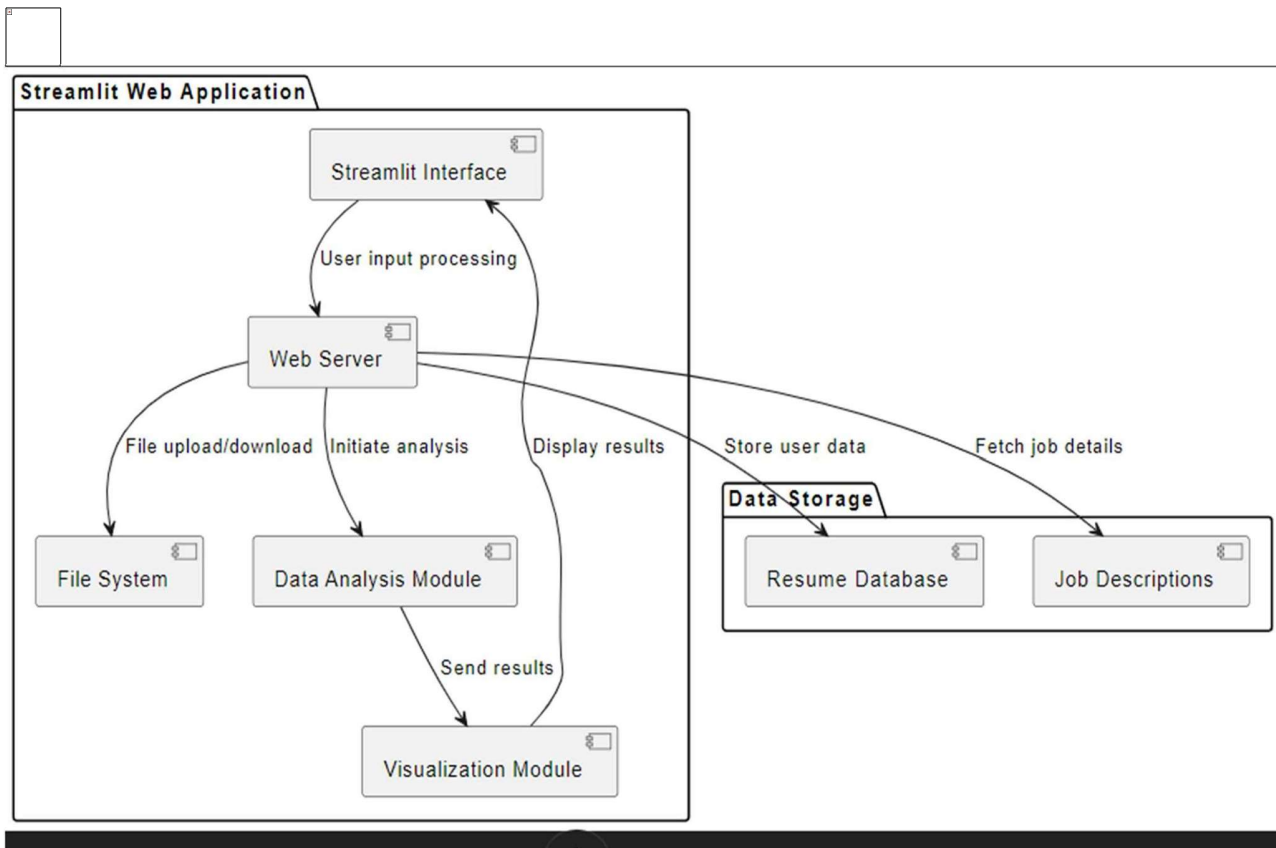 Streamlit Web Application
Streamlit Interface
User input processing
Web Server
File upload/download
Initiate analysis
Display results
Store user data
Fetch job details
Data Storage
File System
Data Analysis Module
Resume Database
Job Descriptions
Send results
Visualization Module